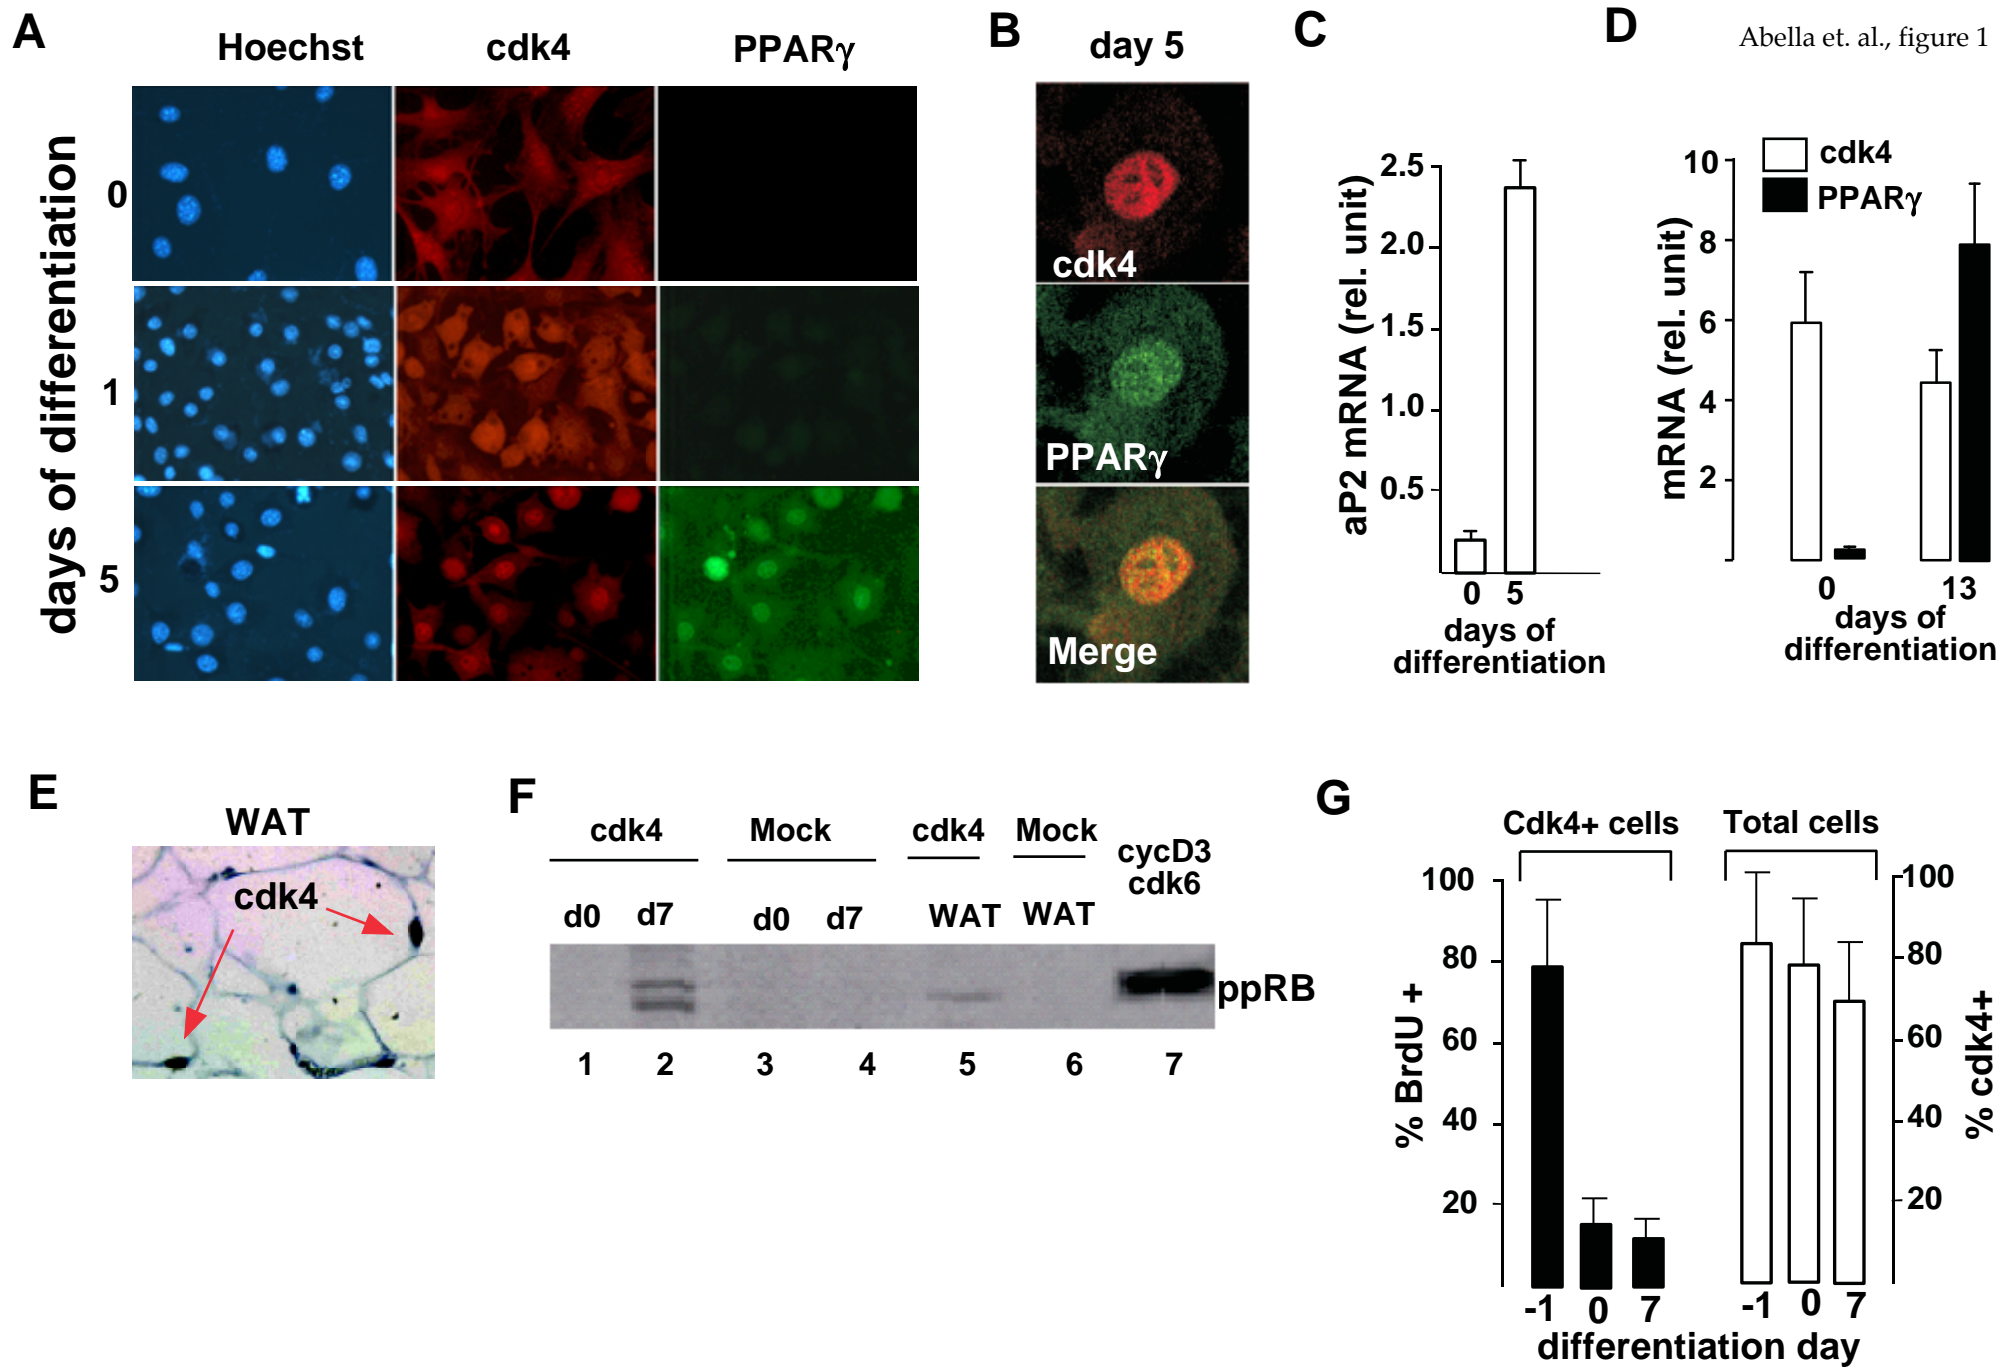 A
Hoechst
cdk4
PPARγ
days of differentiation
0
1
5
B
day 5
cdk4
PPARγ
Merge
C
aP2 mRNA (rel. unit)
2.5
2.0
1.5
1.0
0.5
0 5
days of
differentiation
D
Abella et. al., figure 1
cdk4
PPARγ
mRNA (rel. unit)
10
8
6
4
2
0 13
days of
differentiation
E
WAT
cdk4
F
cdk4 Mock cdk4 Mock cycD3
cdk6
d0 d7 d0 d7 WAT WAT
ppRB
1 2 3 4 5 6 7
G
Cdk4+ cells Total cells
% BrdU +
100
80
60
40
20
100
80
60
40
20
% cdk4+
-1 0 7 -1 0 7
differentiation day